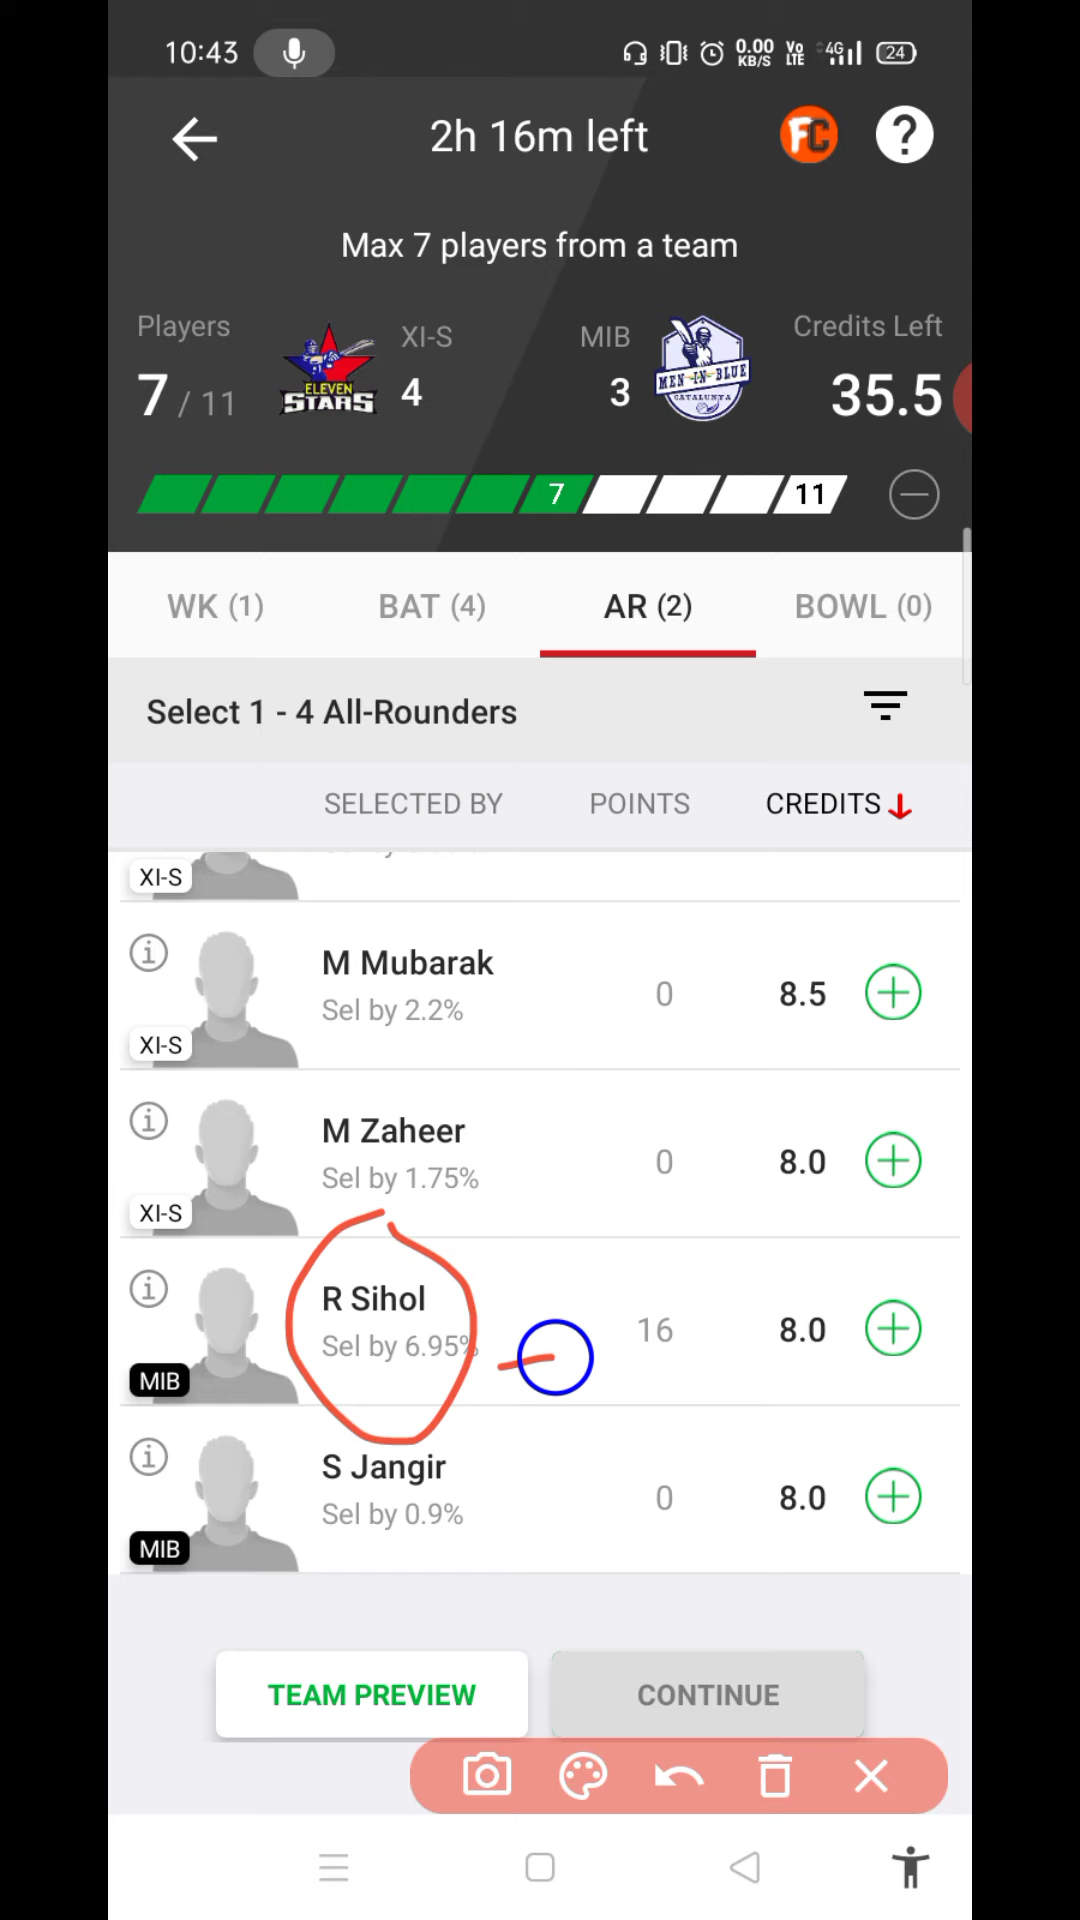 10:43 0.00 KB/S Vo LTE 4G 24
2h 16m left FC ?
Max 7 players from a team
Players XI-S MIB Credits Left
7 / 11 ELEVEN STARS 4 3 MEN-IN-BLUE CATALUNYA 35.5
7 11
WK (1) BAT (4) AR (2) BOWL (0)
Select 1 - 4 All-Rounders
SELECTED BY POINTS CREDITS
XI-S
M Mubarak
Sel by 2.2% 0 8.5
XI-S
M Zaheer
Sel by 1.75% 0 8.0
XI-S
R Sihol
Sel by 6.95% 16 8.0
MIB
S Jangir
Sel by 0.9% 0 8.0
MIB
TEAM PREVIEW CONTINUE